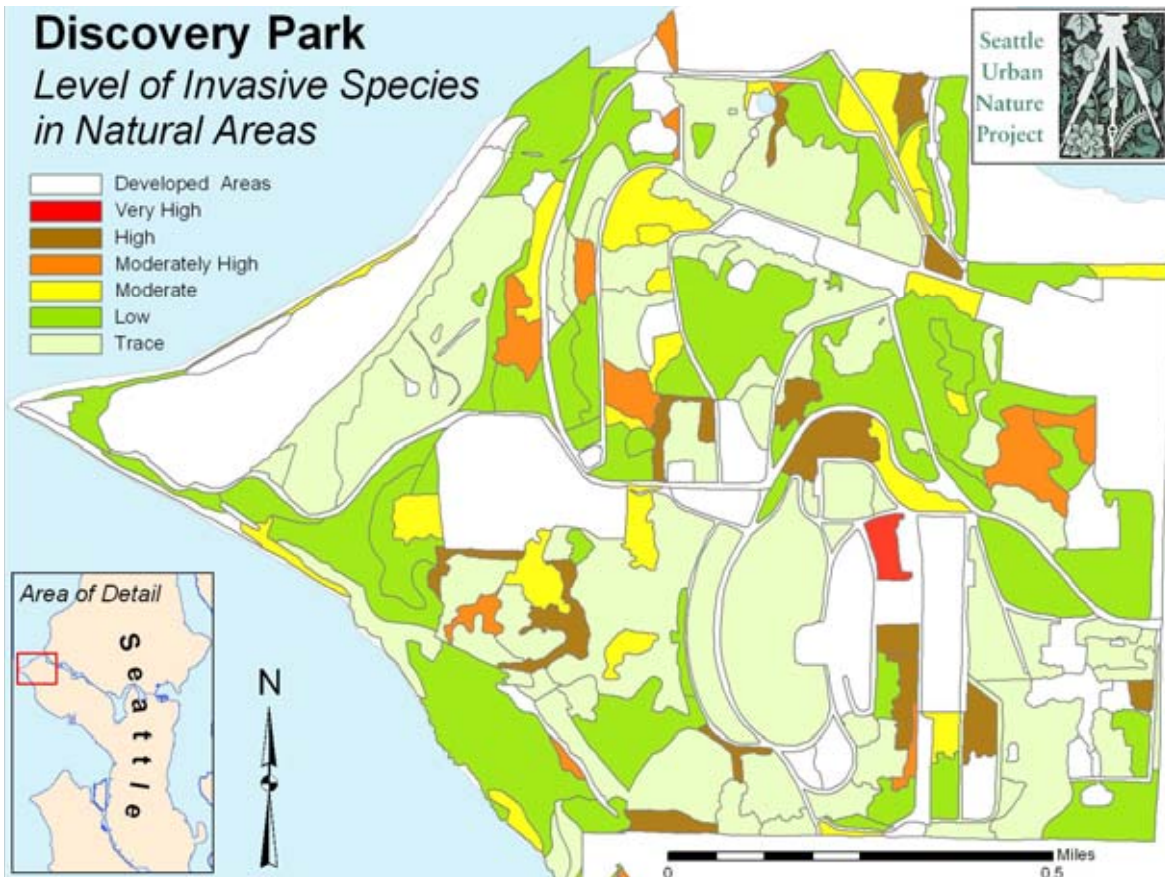 Discovery Park
Level of Invasive Species
in Natural Areas
Developed Areas
Very High
High
Moderately High
Moderate
Low
Trace
Seattle
Urban
Nature
Project
Area of Detail
Seattle
N
Miles
0
0.5